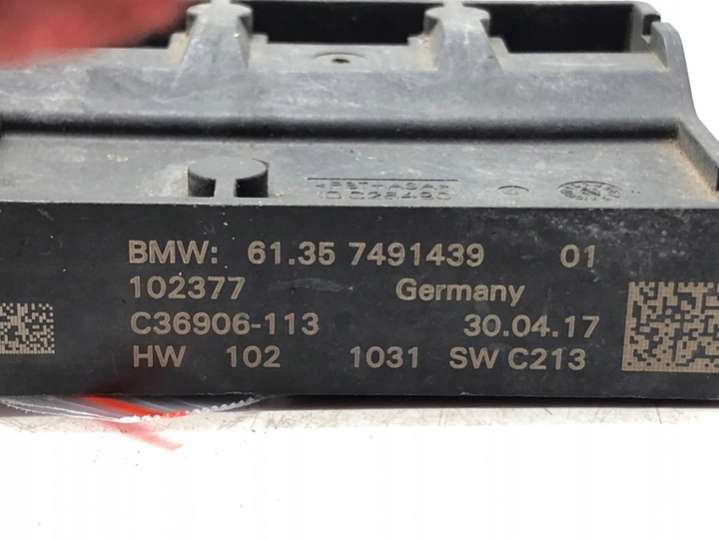 BMW: 61.35 7491439 01
102377 Germany
C36906-113 30.04.17
HW 102 1031 SW C213